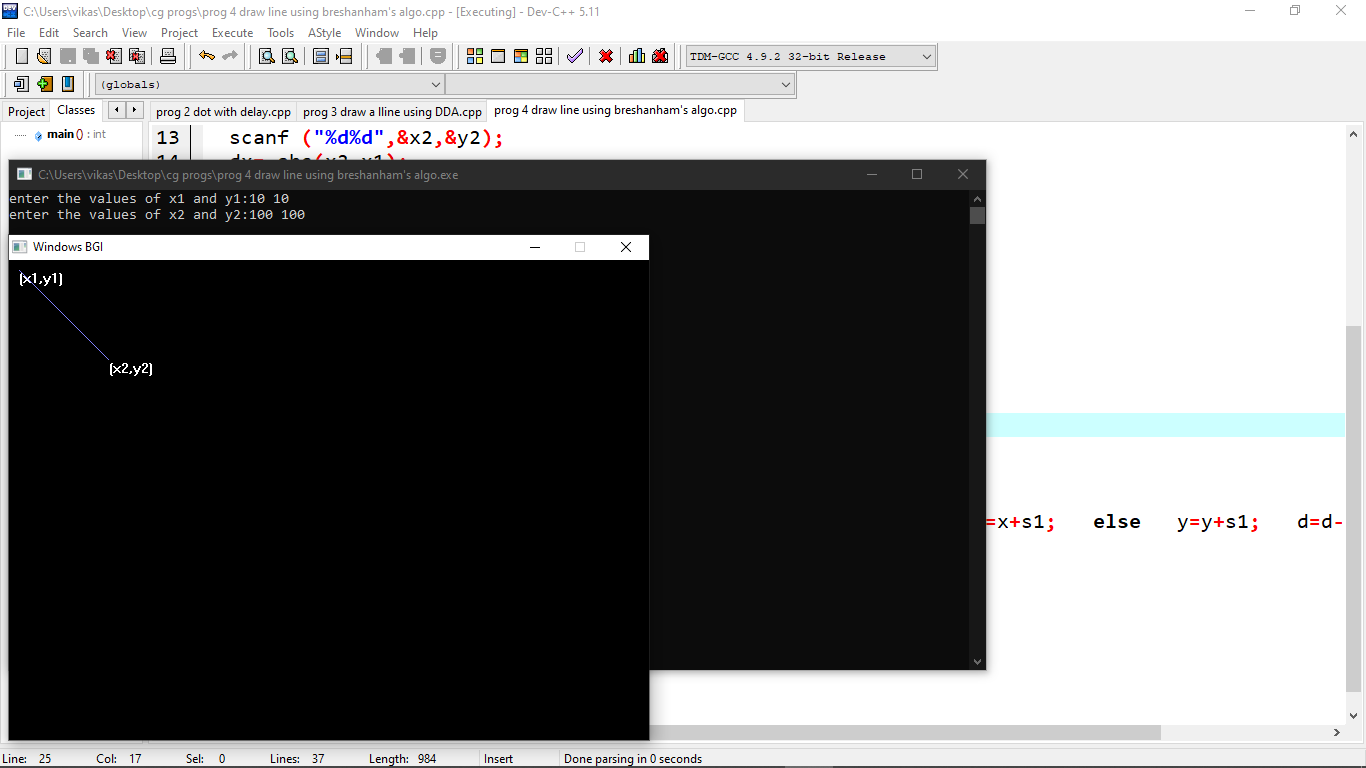 C:\Users\vikas\Desktop\cg progs\prog 4 draw line using breshanham's algo.cpp - [Executing] - Dev-C++ 5.11
File Edit Search View Project Execute Tools AStyle Window Help
TDM-GCC 4.9.2 32-bit Release
(globals)
Project Classes prog 2 dot with delay.cpp prog 3 draw a lline using DDA.cpp prog 4 draw line using breshanham's algo.cpp
main () : int
13 scanf ("%d%d",&x2,&y2);
14 dx= abs(x2-x1);
C:\Users\vikas\Desktop\cg progs\prog 4 draw line using breshanham's algo.exe
enter the values of x1 and y1:10 10
enter the values of x2 and y2:100 100
Windows BGI
(x1,y1)
(x2,y2)
=x+s1; else y=y+s1; d=d-
Line: 25 Col: 17 Sel: 0 Lines: 37 Length: 984 Insert Done parsing in 0 seconds